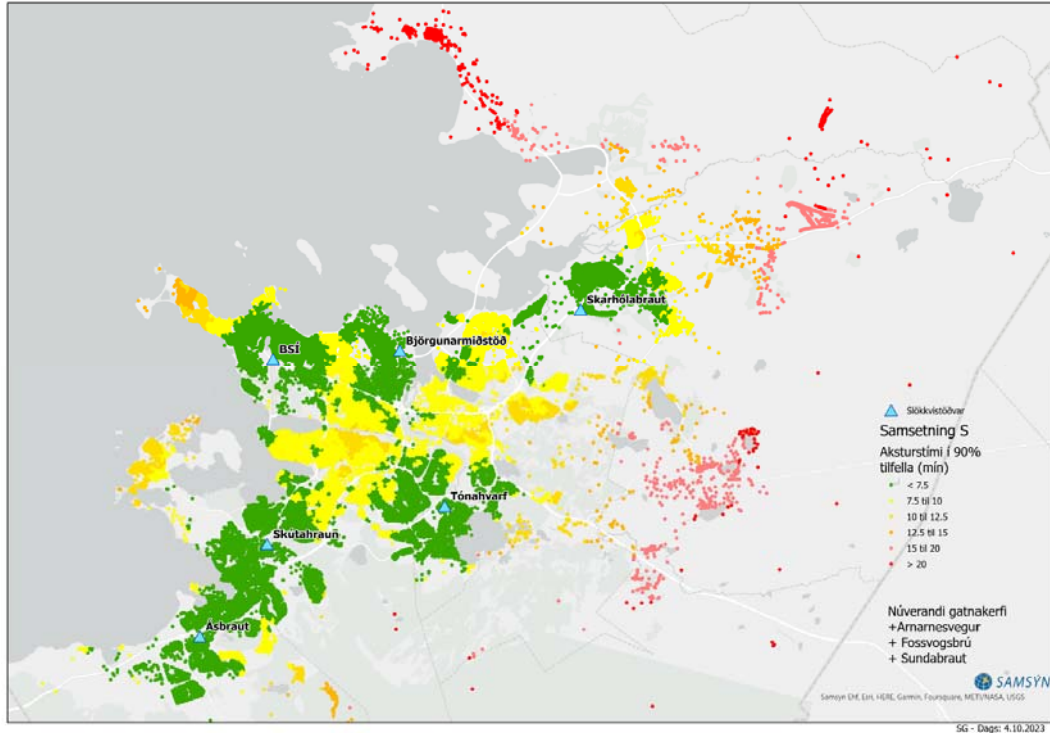 Skarhólabraut
Björgunarmiðstöð
BSÍ
Tónahvarf
Skútahraun
Ásbraut
Slökkvistöðvar
Samsetning S
Aksturstími í 90%
tilfella (mín)
< 7.5
7.5 til 10
10 til 12.5
12.5 til 15
15 til 20
> 20
Núverandi gatnakerfi
+Arnarnesvegur
+ Fossvogsbrú
+ Sundabraut
SAMSÝN
Samsyn Ehf, Esri, HERE, Garmin, Foursquare, METI/NASA, USGS
SG - Dags: 4.10.2023